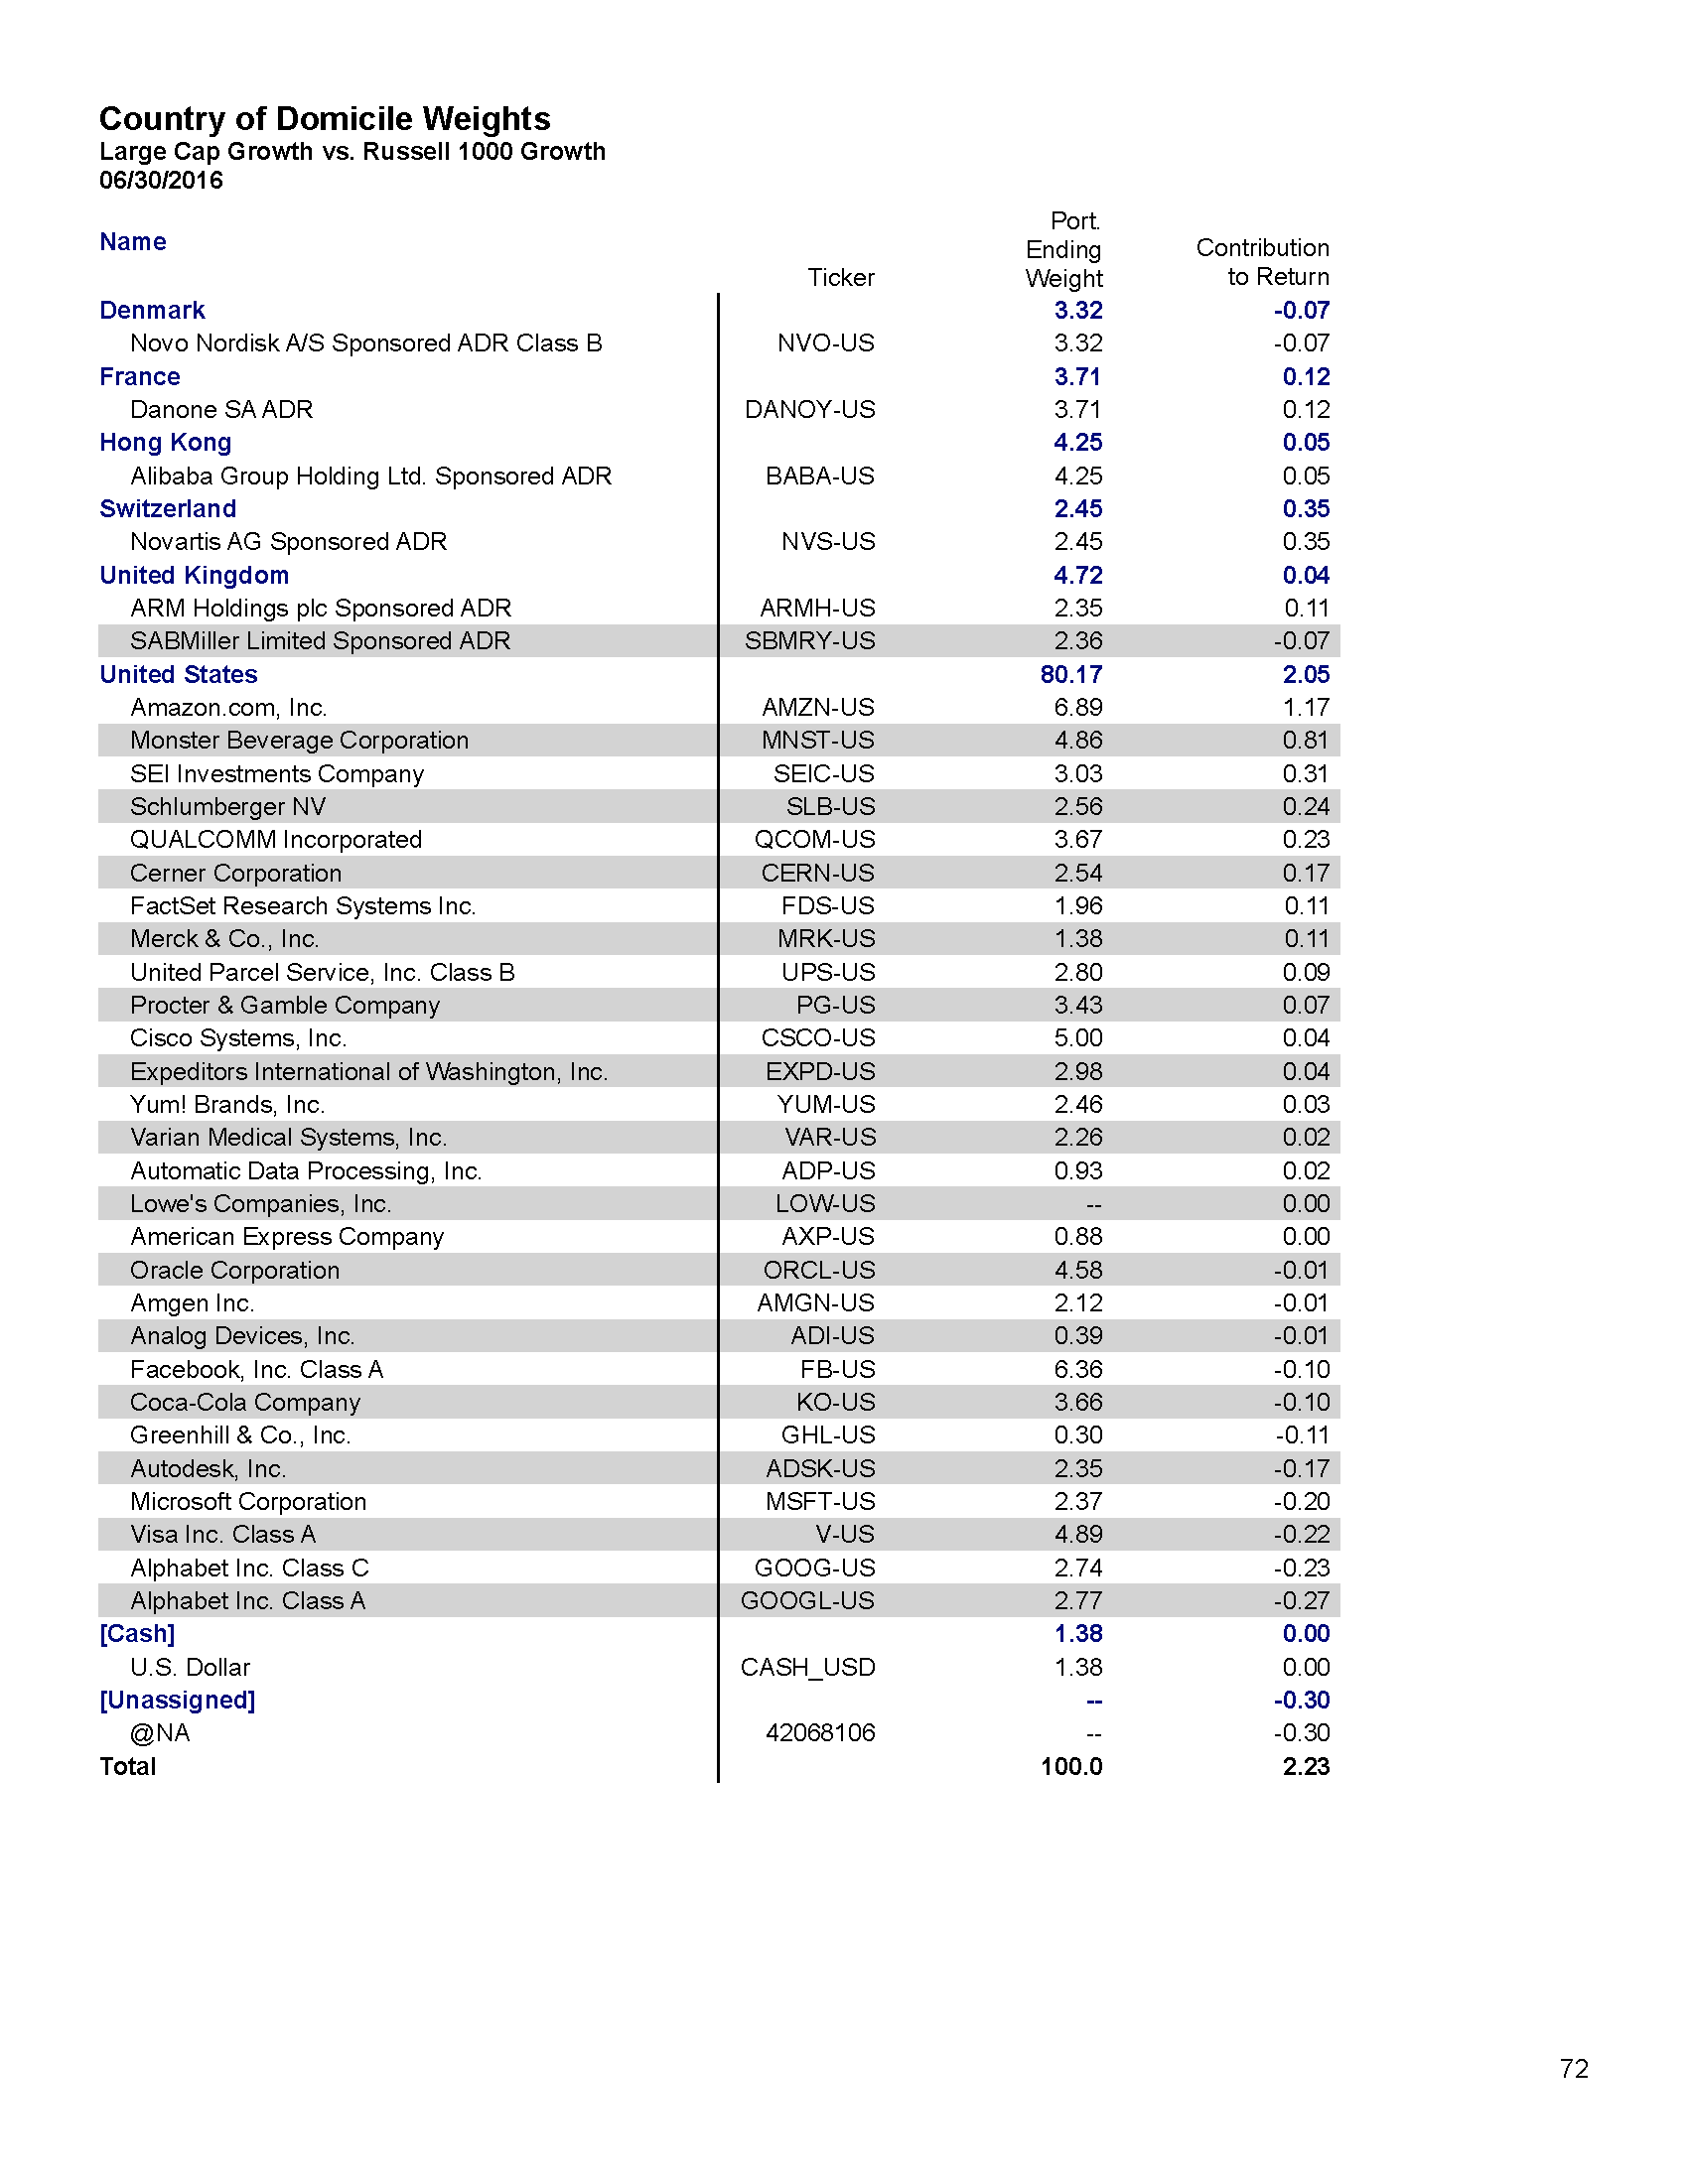 Country of Domicile Weights
Large Cap Growth vs. Russell 1000 Growth
06/30/2016
Name Ticker Port. Ending Weight Contribution to Return
Denmark 3.32 -0.07
Novo Nordisk A/S Sponsored ADR Class B NVO-US 3.32 -0.07
France 3.71 0.12
Danone SA ADR DANOY-US 3.71 0.12
Hong Kong 4.25 0.05
Alibaba Group Holding Ltd. Sponsored ADR BABA-US 4.25 0.05
Switzerland 2.45 0.35
Novartis AG Sponsored ADR NVS-US 2.45 0.35
United Kingdom 4.72 0.04
ARM Holdings plc Sponsored ADR ARMH-US 2.35 0.11
SABMiller Limited Sponsored ADR SBMRY-US 2.36 -0.07
United States 80.17 2.05
Amazon.com, Inc. AMZN-US 6.89 1.17
Monster Beverage Corporation MNST-US 4.86 0.81
SEI Investments Company SEIC-US 3.03 0.31
Schlumberger NV SLB-US 2.56 0.24
QUALCOMM Incorporated QCOM-US 3.67 0.23
Cerner Corporation CERN-US 2.54 0.17
FactSet Research Systems Inc. FDS-US 1.96 0.11
Merck & Co., Inc. MRK-US 1.38 0.11
United Parcel Service, Inc. Class B UPS-US 2.80 0.09
Procter & Gamble Company PG-US 3.43 0.07
Cisco Systems, Inc. CSCO-US 5.00 0.04
Expeditors International of Washington, Inc. EXPD-US 2.98 0.04
Yum! Brands, Inc. YUM-US 2.46 0.03
Varian Medical Systems, Inc. VAR-US 2.26 0.02
Automatic Data Processing, Inc. ADP-US 0.93 0.02
Lowe's Companies, Inc. LOW-US -- 0.00
American Express Company AXP-US 0.88 0.00
Oracle Corporation ORCL-US 4.58 -0.01
Amgen Inc. AMGN-US 2.12 -0.01
Analog Devices, Inc. ADI-US 0.39 -0.01
Facebook, Inc. Class A FB-US 6.36 -0.10
Coca-Cola Company KO-US 3.66 -0.10
Greenhill & Co., Inc. GHL-US 0.30 -0.11
Autodesk, Inc. ADSK-US 2.35 -0.17
Microsoft Corporation MSFT-US 2.37 -0.20
Visa Inc. Class A V-US 4.89 -0.22
Alphabet Inc. Class C GOOG-US 2.74 -0.23
Alphabet Inc. Class A GOOGL-US 2.77 -0.27
[Cash] 1.38 0.00
U.S. Dollar CASH_USD 1.38 0.00
[Unassigned] -- -0.30
@NA 42068106 -- -0.30
Total 100.0 2.23
72